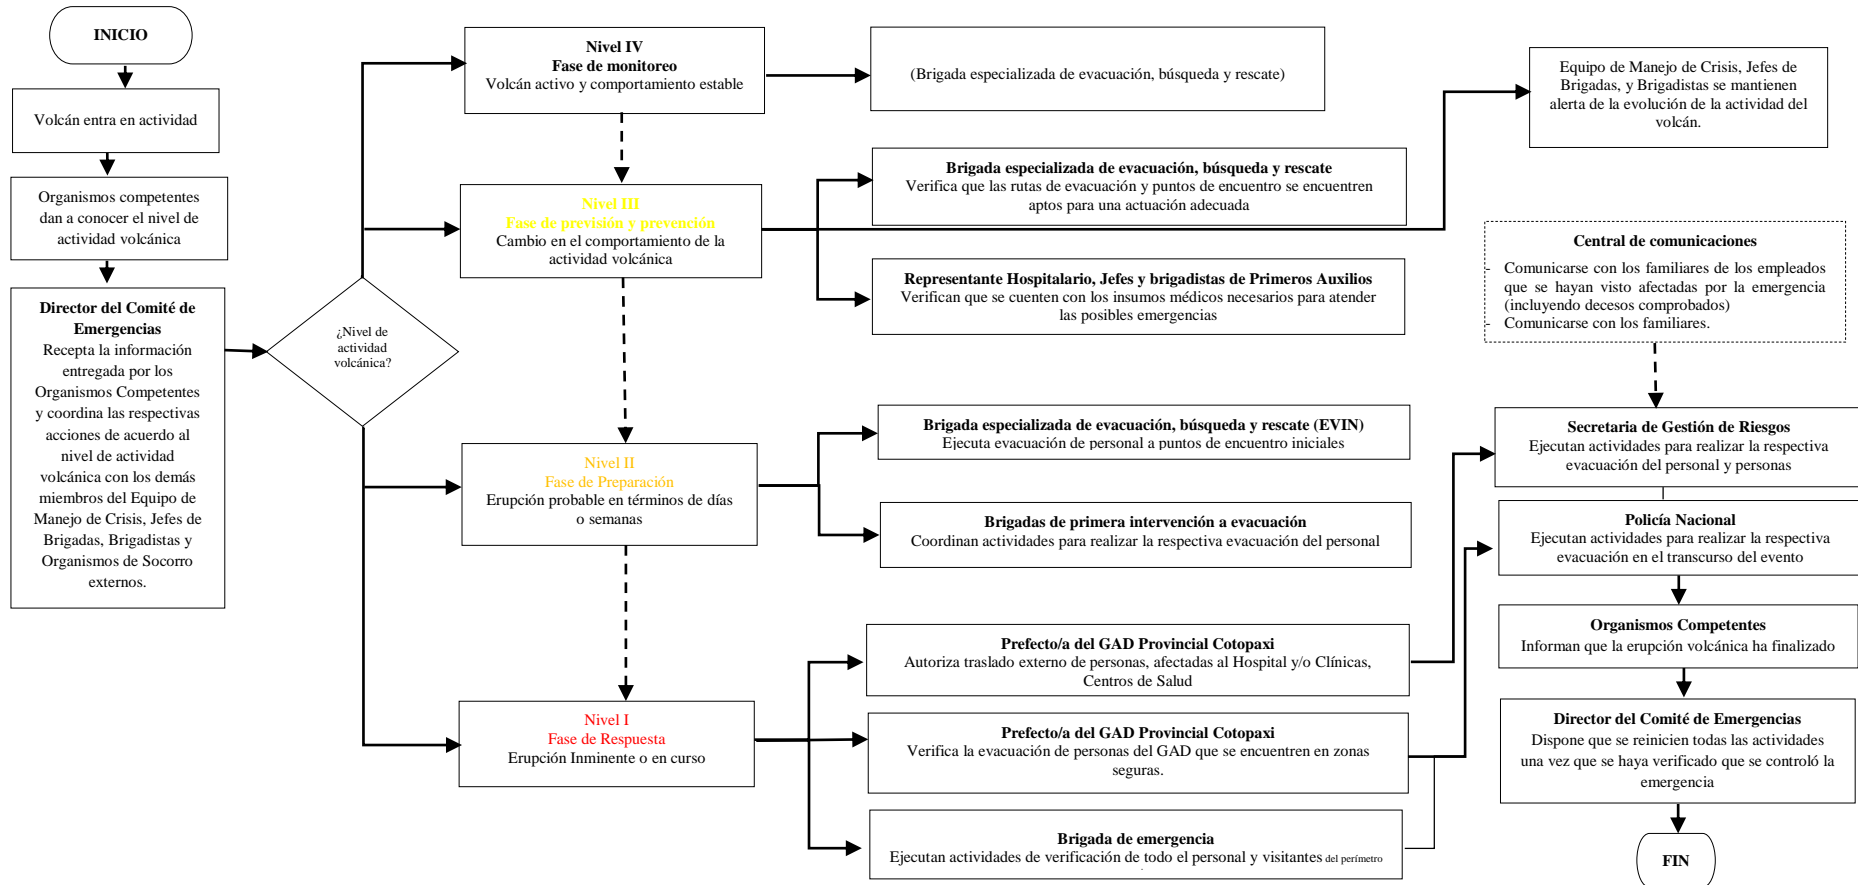 INICIO
Volcán entra en actividad
Organismos competentes
dan a conocer el nivel de
actividad volcánica
Director del Comité de
Emergencias
Recepta la información
entregada por los
Organismos Competentes
y coordina las respectivas
acciones de acuerdo al
nivel de actividad
volcánica con los demás
miembros del Equipo de
Manejo de Crisis, Jefes de
Brigadas, Brigadistas y
Organismos de Socorro
externos.
¿Nivel de
actividad
volcánica?
Nivel IV
Fase de monitoreo
Volcán activo y comportamiento estable
(Brigada especializada de evacuación, búsqueda y rescate)
Nivel III
Fase de previsión y prevención
Cambio en el comportamiento de la
actividad volcánica
Brigada especializada de evacuación, búsqueda y rescate
Verifica que las rutas de evacuación y puntos de encuentro se encuentren
aptos para una actuación adecuada
Representante Hospitalario, Jefes y brigadistas de Primeros Auxilios
Verifican que se cuenten con los insumos médicos necesarios para atender
las posibles emergencias
Equipo de Manejo de Crisis, Jefes de
Brigadas, y Brigadistas se mantienen
alerta de la evolución de la actividad del
volcán.
Nivel II
Fase de Preparación
Erupción probable en términos de días
o semanas
Brigada especializada de evacuación, búsqueda y rescate (EVIN)
Ejecuta evacuación de personal a puntos de encuentro iniciales
Brigadas de primera intervención a evacuación
Coordinan actividades para realizar la respectiva evacuación del personal
Nivel I
Fase de Respuesta
Erupción Inminente o en curso
Prefecto/a del GAD Provincial Cotopaxi
Autoriza traslado externo de personas, afectadas al Hospital y/o Clínicas,
Centros de Salud
Prefecto/a del GAD Provincial Cotopaxi
Verifica la evacuación de personas del GAD que se encuentren en zonas
seguras.
Brigada de emergencia
Ejecutan actividades de verificación de todo el personal y visitantes del perímetro
Central de comunicaciones
- Comunicarse con los familiares de los empleados
que se hayan visto afectadas por la emergencia
(incluyendo decesos comprobados)
- Comunicarse con los familiares.
Secretaria de Gestión de Riesgos
Ejecutan actividades para realizar la respectiva
evacuación del personal y personas
Policía Nacional
Ejecutan actividades para realizar la respectiva
evacuación en el transcurso del evento
Organismos Competentes
Informan que la erupción volcánica ha finalizado
Director del Comité de Emergencias
Dispone que se reinicien todas las actividades
una vez que se haya verificado que se controló la
emergencia
FIN